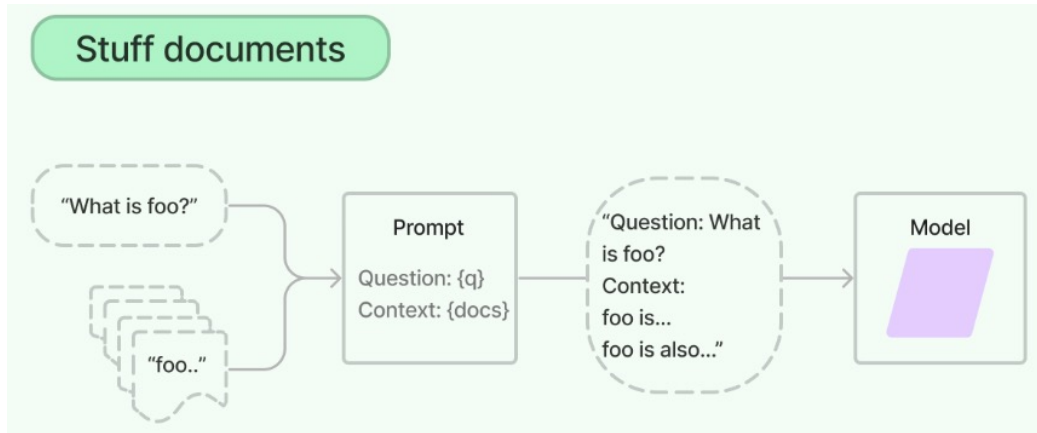 Stuff documents
“What is foo?”
“foo..”
Prompt
Question: {q}
Context: {docs}
“Question: What
is foo?
Context:
foo is...
foo is also...”
Model